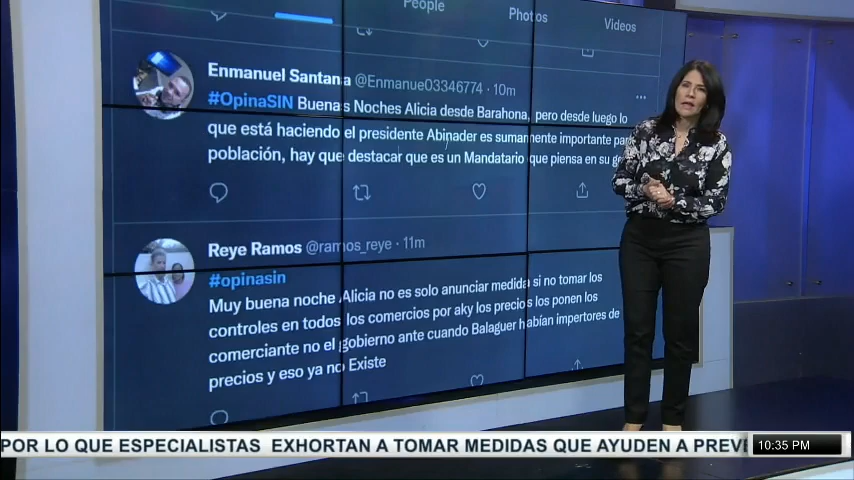 People
Photos
Videos
Enmanuel Santana @Enmanue03346774 · 10m
#OpinaSIN Buenas Noches Alicia desde Barahona, pero desde luego lo
que está haciendo el presidente Abinader es sumamente importante para
población, hay que destacar que es un Mandatario que piensa en su
Reye Ramos @ramos_reye · 11m
#opinasin
Muy buena noche Alicia no es solo anunciar medida si no tomar los
controles en todos los comercios por aky los precios los ponen los
comerciante no el gobierno ante cuando Balaguer habían impertores de
precios y eso ya no Existe
POR LO QUE ESPECIALISTAS EXHORTAN A TOMAR MEDIDAS QUE AYUDEN A PREVE
10:35 PM